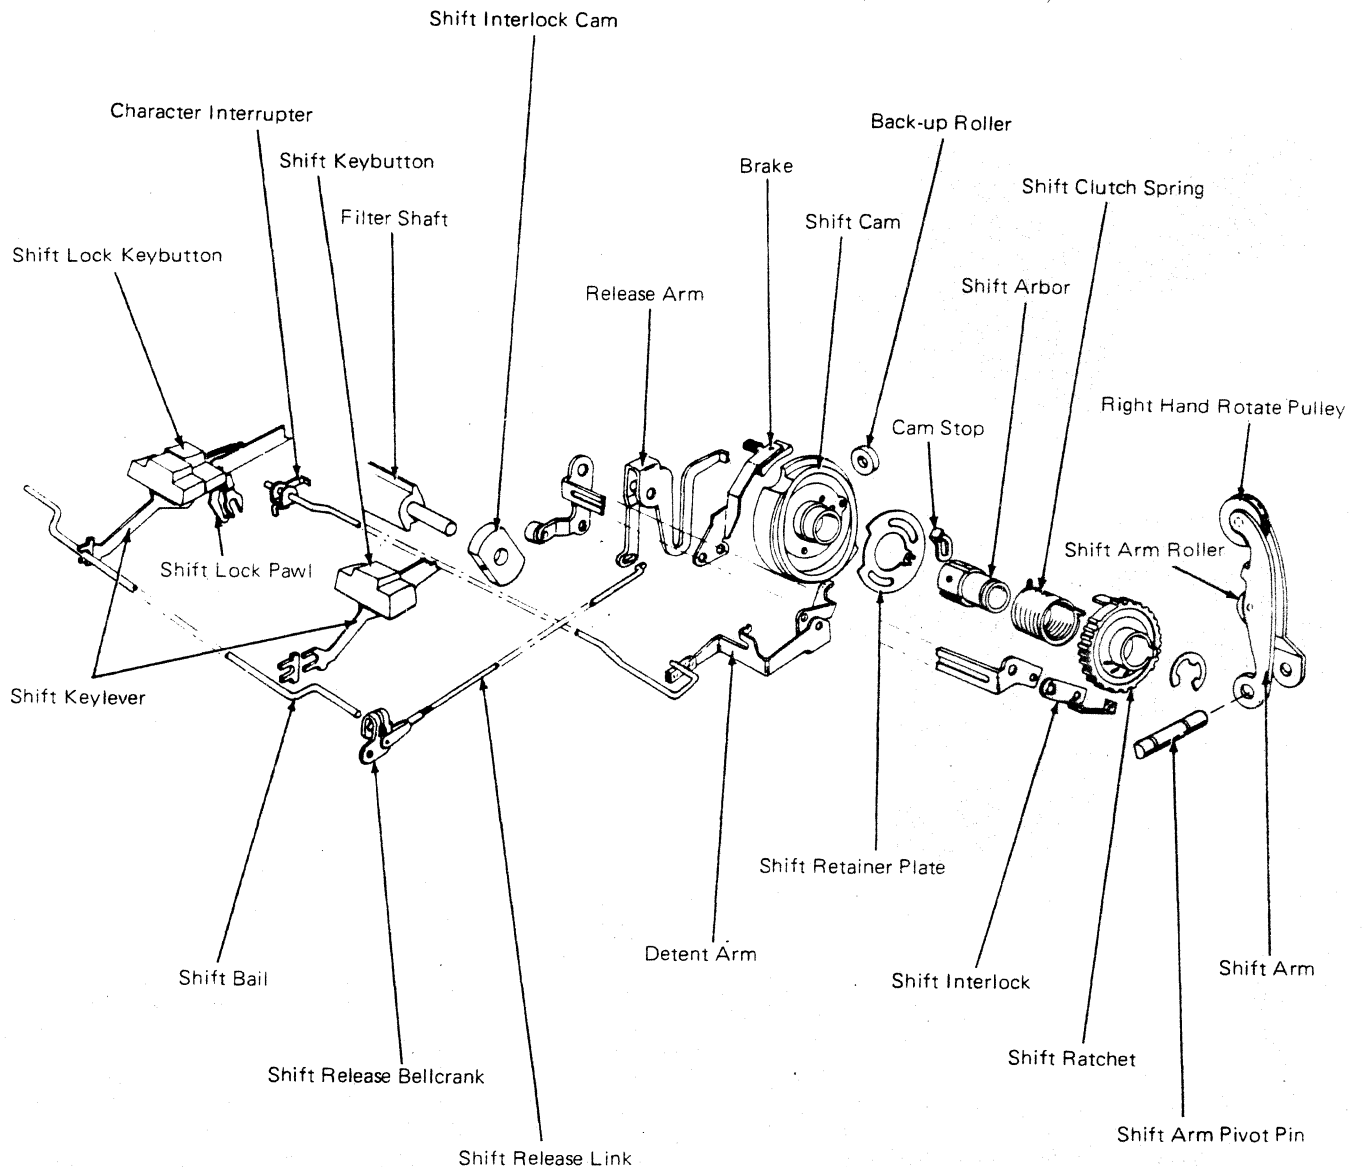 Shift Interlock Cam
Character Interrupter
Back-up Roller
Shift Keybutton
Brake
Shift Clutch Spring
Filter Shaft
Shift Cam
Shift Lock Keybutton
Release Arm
Shift Arbor
Right Hand Rotate Pulley
Cam Stop
Shift Arm Roller
Shift Lock Pawl
Shift Keylever
Shift Retainer Plate
Detent Arm
Shift Bail
Shift Interlock
Shift Arm
Shift Ratchet
Shift Release Bellcrank
Shift Arm Pivot Pin
Shift Release Link